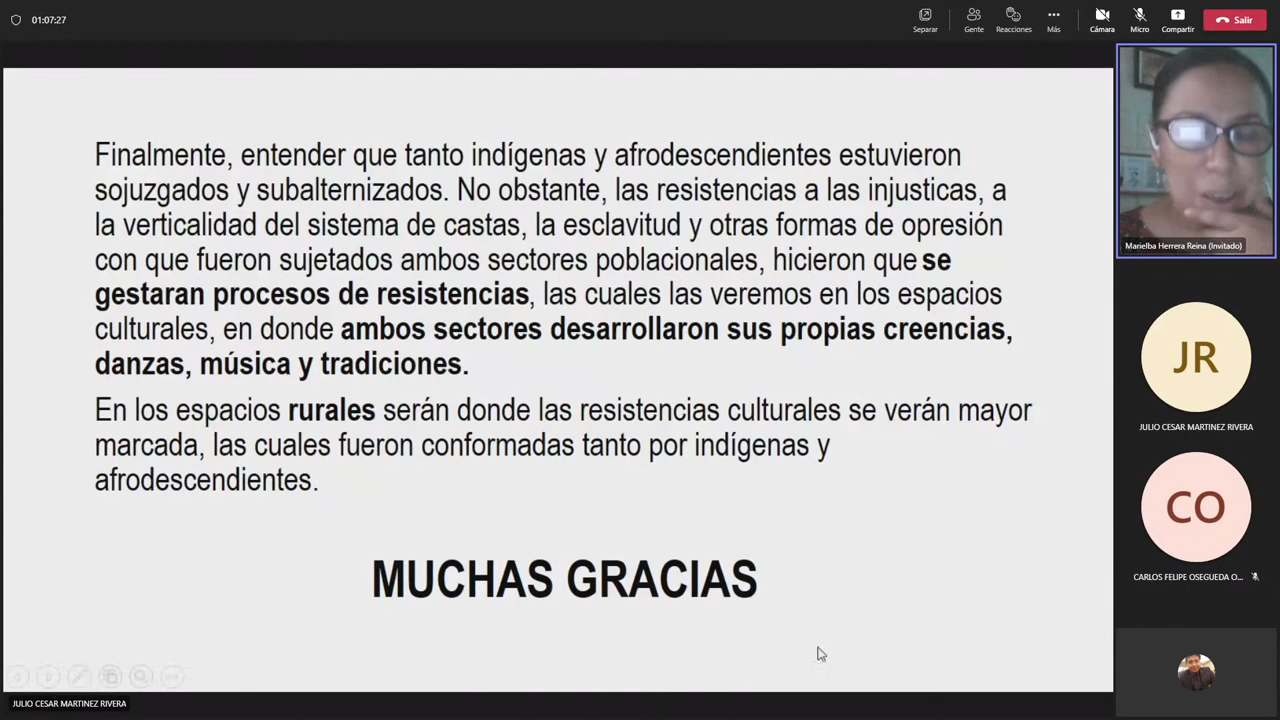 01:07:27
Separar
Gente
Reacciones
Más
Cámara
Micro
Compartir
Salir
Finalmente, entender que tanto indígenas y afrodescendientes estuvieron
sojuzgados y subalternizados. No obstante, las resistencias a las injusticas, a
la verticalidad del sistema de castas, la esclavitud y otras formas de opresión
con que fueron sujetados ambos sectores poblacionales, hicieron que se
gestaran procesos de resistencias, las cuales las veremos en los espacios
culturales, en donde ambos sectores desarrollaron sus propias creencias,
danzas, música y tradiciones.
En los espacios rurales serán donde las resistencias culturales se verán mayor
marcada, las cuales fueron conformadas tanto por indígenas y
afrodescendientes.
MUCHAS GRACIAS
JULIO CESAR MARTINEZ RIVERA
Marielba Herrera Reina (Invitado)
JR
JULIO CESAR MARTINEZ RIVERA
CO
CARLOS FELIPE OSEGUEDA O...